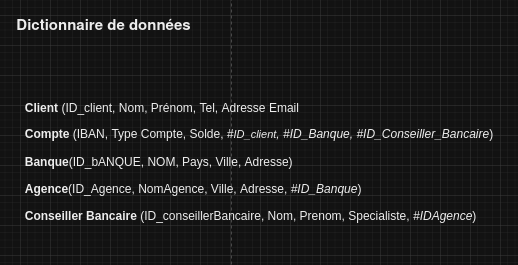 Dictionnaire de données
Client (ID_client, Nom, Prénom, Tel, Adresse Email
Compte (IBAN, Type Compte, Solde, #ID_client, #ID_Banque, #ID_Conseiller_Bancaire)
Banque(ID_bANQUE, NOM, Pays, Ville, Adresse)
Agence(ID_Agence, NomAgence, Ville, Adresse, #ID_Banque)
Conseiller Bancaire (ID_conseillerBancaire, Nom, Prenom, Specialiste, #IDAgence)